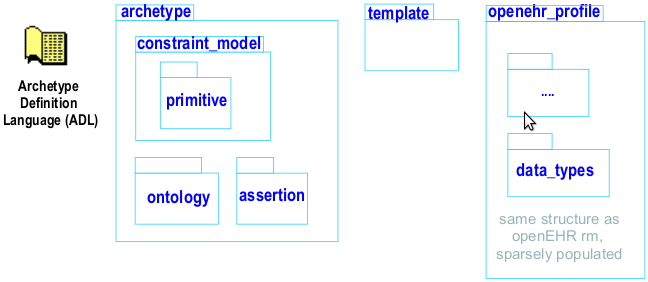 Archetype
Definition
Language (ADL)
archetype
constraint_model
primitive
ontology
assertion
template
openehr_profile
....
data_types
same structure as
openEHR rm,
sparsely populated